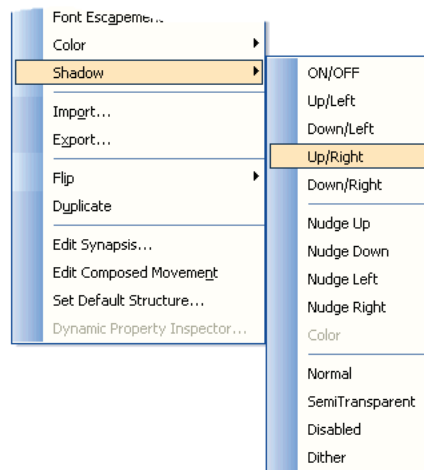 Font Escapement...
Color
Shadow
Import...
Export...
Flip
Duplicate
Edit Synapsis...
Edit Composed Movement
Set Default Structure...
Dynamic Property Inspector...
ON/OFF
Up/Left
Down/Left
Up/Right
Down/Right
Nudge Up
Nudge Down
Nudge Left
Nudge Right
Color
Normal
SemiTransparent
Disabled
Dither